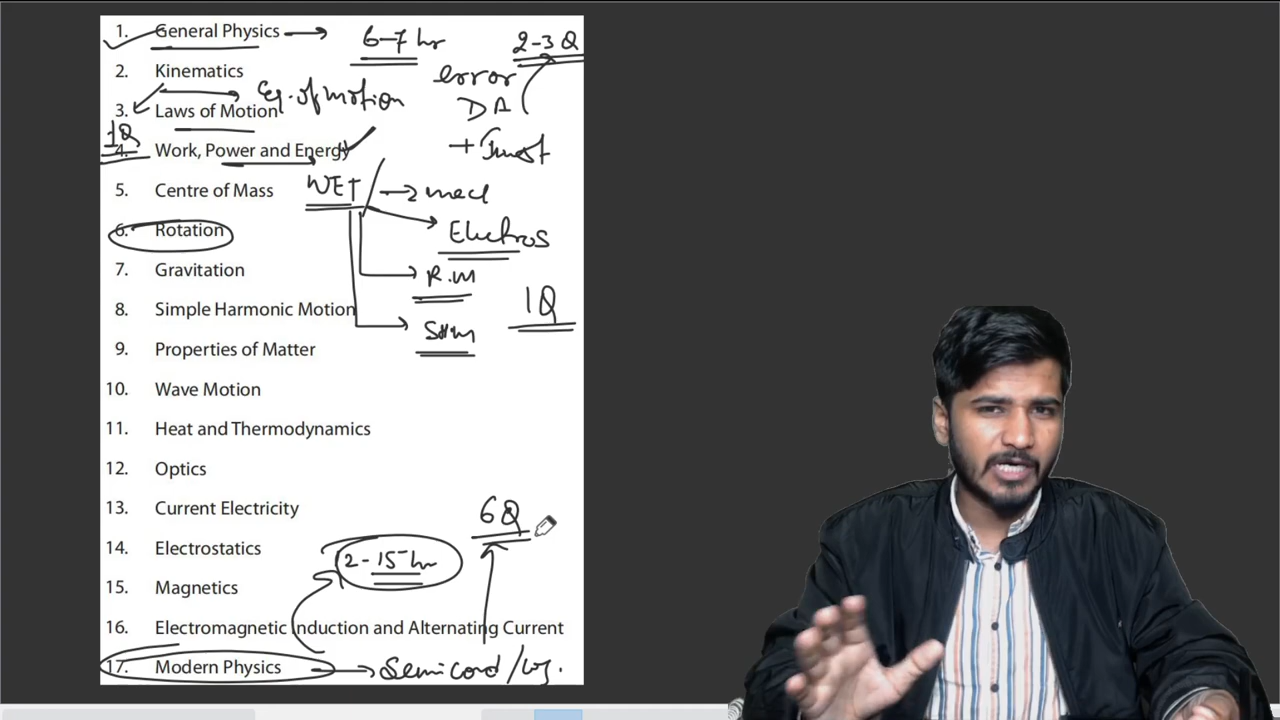 1. General Physics → 6-7 hr 2-3 Q
2. Kinematics error
Eq. of motion DA
3. Laws of Motion
1Q + Inst
4. Work, Power and Energy
5. Centre of Mass WET → mecl
6. Rotation Electros
7. Gravitation R.M
8. Simple Harmonic Motion 1Q
SHM
9. Properties of Matter
10. Wave Motion
11. Heat and Thermodynamics
12. Optics
13. Current Electricity 6Q
14. Electrostatics 12-15 hr
15. Magnetics
16. Electromagnetic Induction and Alternating Current
17. Modern Physics → Semicond /